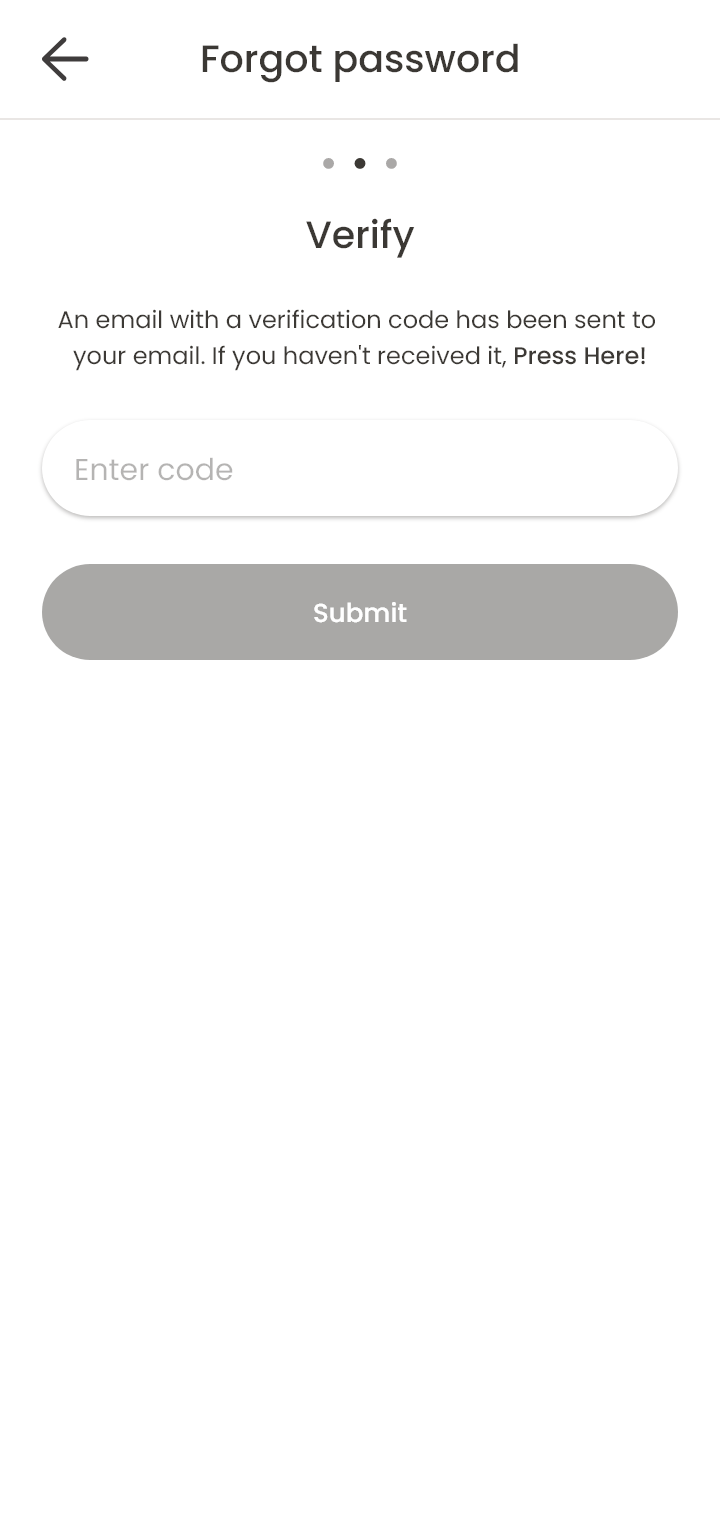 Forgot password
Verify
An email with a verification code has been sent to
your email. If you haven't received it, Press Here!
Enter code
Submit